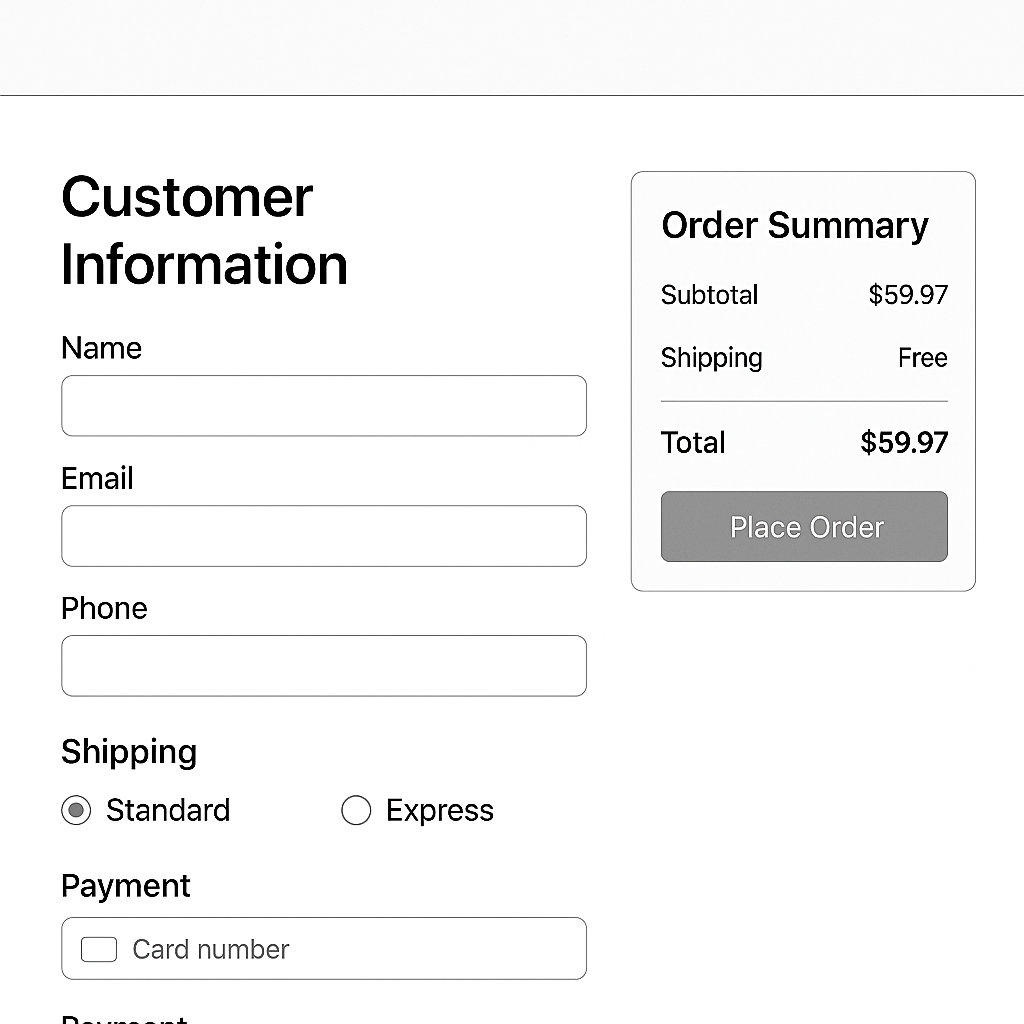 Customer
Information
Name
Email
Phone
Shipping
Standard Express
Payment
Card number
Payment
Order Summary
Subtotal $59.97
Shipping Free
Total $59.97
Place Order